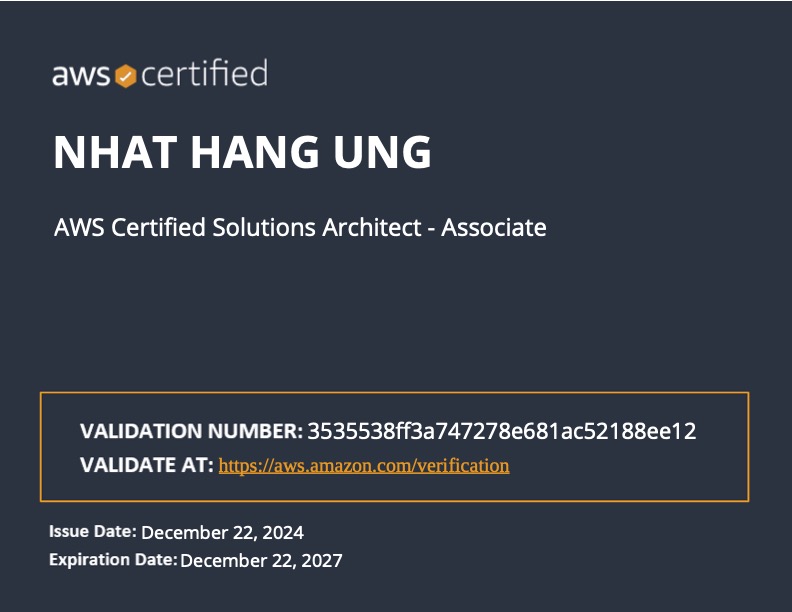 aws certified
NHAT HANG UNG
AWS Certified Solutions Architect - Associate
VALIDATION NUMBER: 3535538ff3a747278e681ac52188ee12
VALIDATE AT: https://aws.amazon.com/verification
Issue Date: December 22, 2024
Expiration Date: December 22, 2027